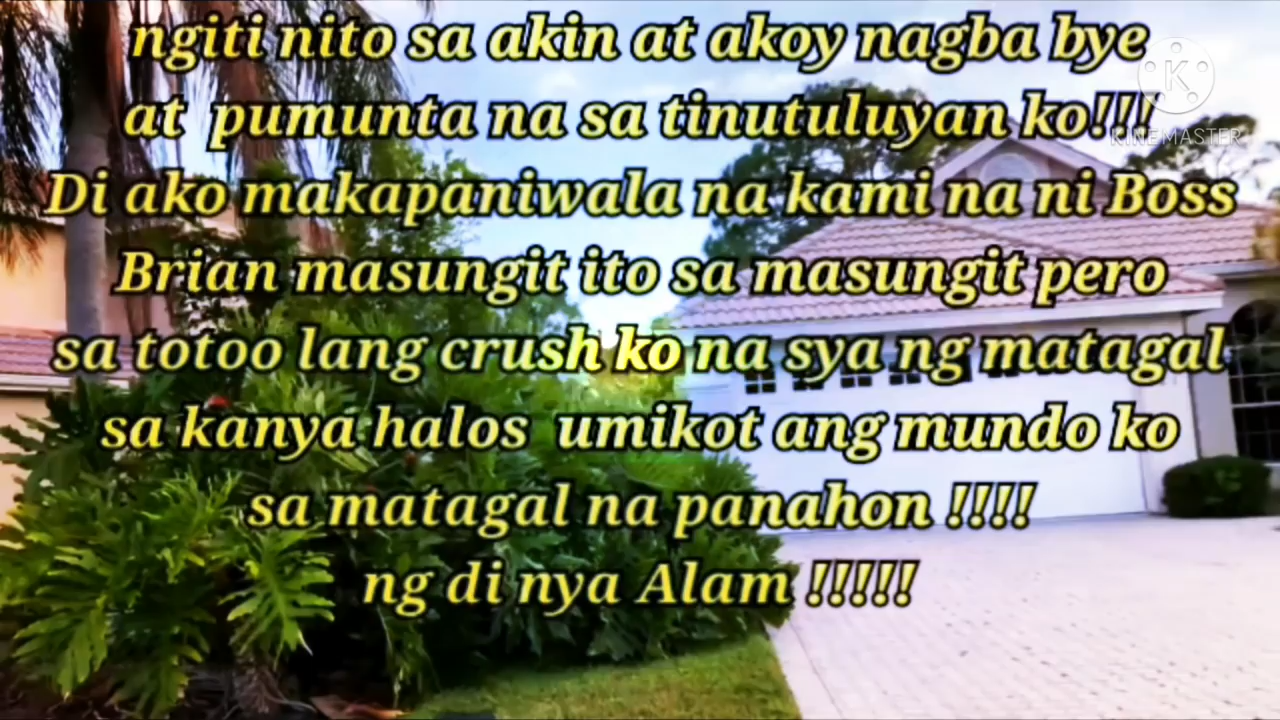 ngiti nito sa akin at akoy nagba bye
at pumunta na sa tinutuluyan ko!!!
Di ako makapaniwala na kami na ni Boss
Brian masungit ito sa masungit pero
sa totoo lang crush ko na sya ng matagal
sa kanya halos umikot ang mundo ko
sa matagal na panahon !!!!
ng di nya Alam !!!!!
K
KINEMASTER